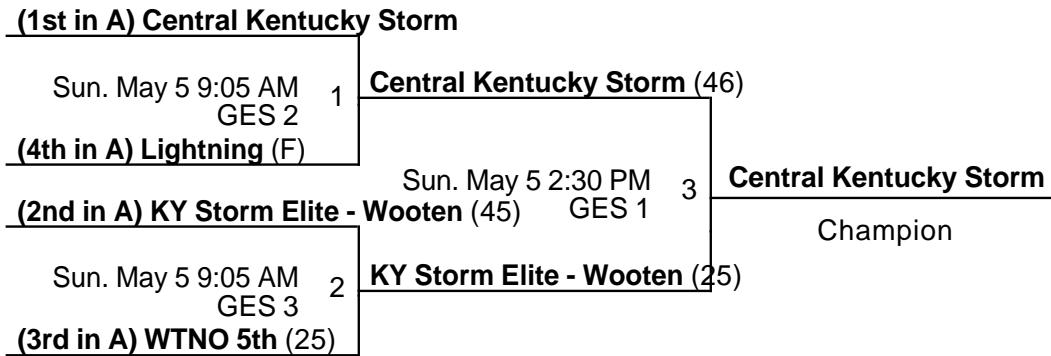 (1st in A) Central Kentucky Storm
Sun. May 5 9:05 AM
GES 2
1
Central Kentucky Storm (46)
(4th in A) Lightning (F)
Sun. May 5 2:30 PM
GES 1
3
Central Kentucky Storm
Champion
(2nd in A) KY Storm Elite - Wooten (45)
Sun. May 5 9:05 AM
GES 3
2
KY Storm Elite - Wooten (25)
(3rd in A) WTNO 5th (25)